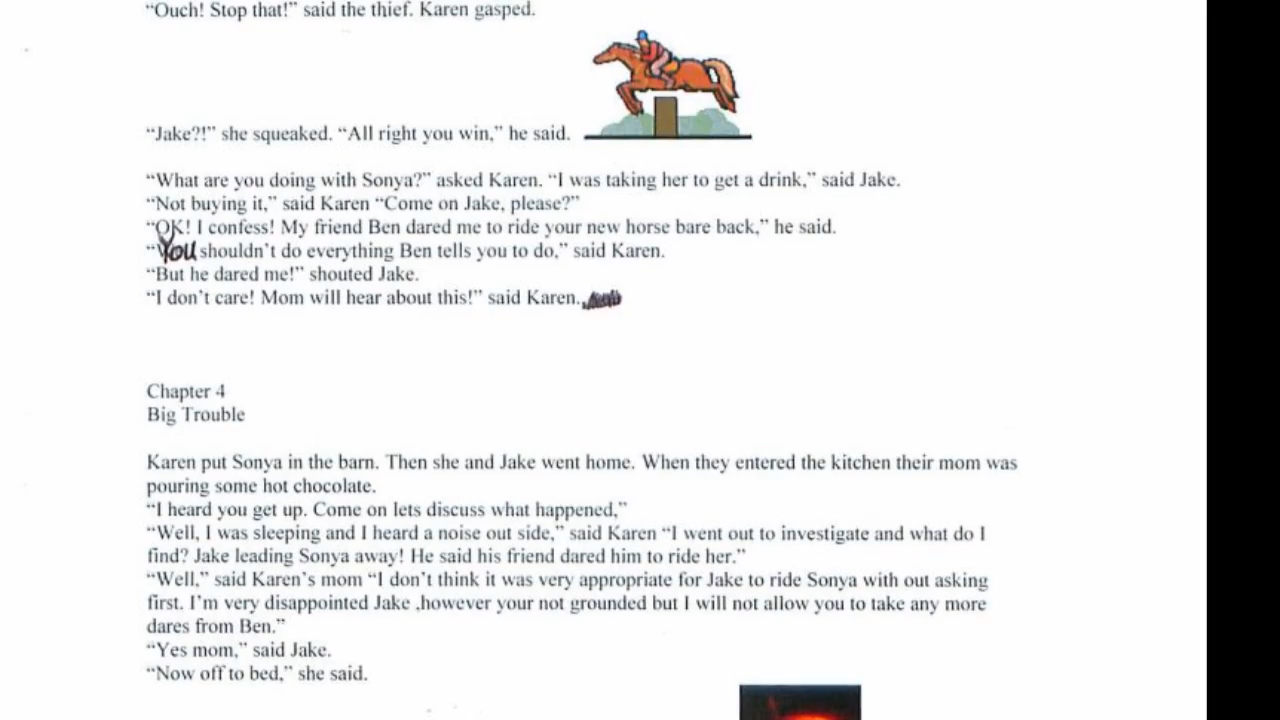 “Ouch! Stop that!” said the thief. Karen gasped.
“Jake?!” she squeaked. “All right you win,” he said.
“What are you doing with Sonya?” asked Karen. “I was taking her to get a drink,” said Jake.
“Not buying it,” said Karen “Come on Jake, please?”
“OK! I confess! My friend Ben dared me to ride your new horse bare back,” he said.
“You shouldn’t do everything Ben tells you to do,” said Karen.
“But he dared me!” shouted Jake.
“I don’t care! Mom will hear about this!” said Karen.
Chapter 4
Big Trouble
Karen put Sonya in the barn. Then she and Jake went home. When they entered the kitchen their mom was
pouring some hot chocolate.
“I heard you get up. Come on lets discuss what happened,”
“Well, I was sleeping and I heard a noise out side,” said Karen “I went out to investigate and what do I
find? Jake leading Sonya away! He said his friend dared him to ride her.”
“Well,” said Karen’s mom “I don’t think it was very appropriate for Jake to ride Sonya with out asking
first. I’m very disappointed Jake ,however your not grounded but I will not allow you to take any more
dares from Ben.”
“Yes mom,” said Jake.
“Now off to bed,” she said.